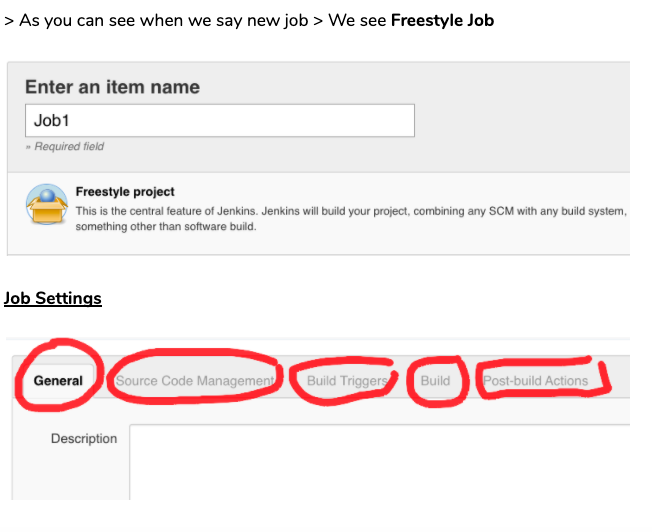 > As you can see when we say new job > We see Freestyle Job
Enter an item name
Job1
» Required field
Freestyle project
This is the central feature of Jenkins. Jenkins will build your project, combining any SCM with any build system,
something other than software build.
Job Settings
General Source Code Management Build Triggers Build Post-build Actions
Description